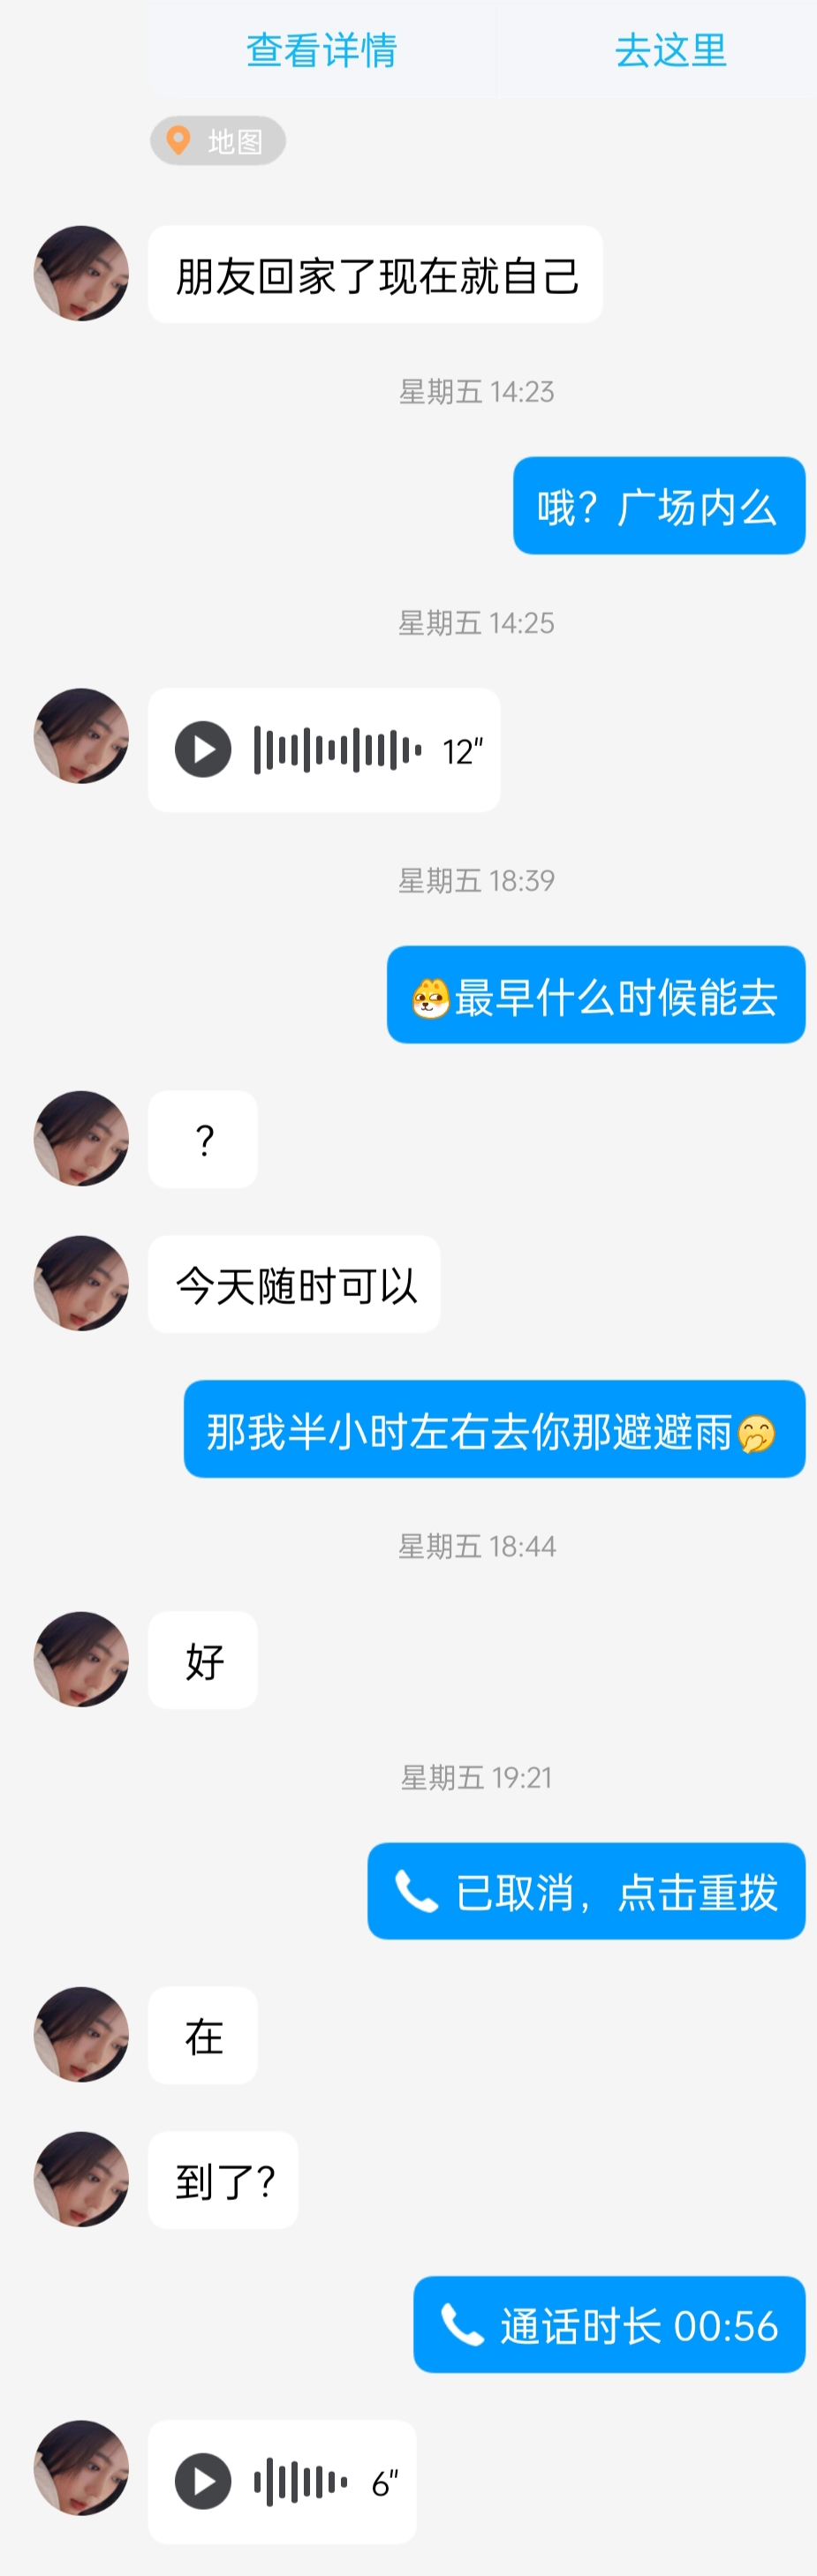 查看详情 去这里
地图
朋友回家了现在就自己
星期五 14:23
哦？广场内么
星期五 14:25
12"
星期五 18:39
最早什么时候能去
？
今天随时可以
那我半小时左右去你那避避雨
星期五 18:44
好
星期五 19:21
已取消，点击重拨
在
到了？
通话时长 00:56
6"